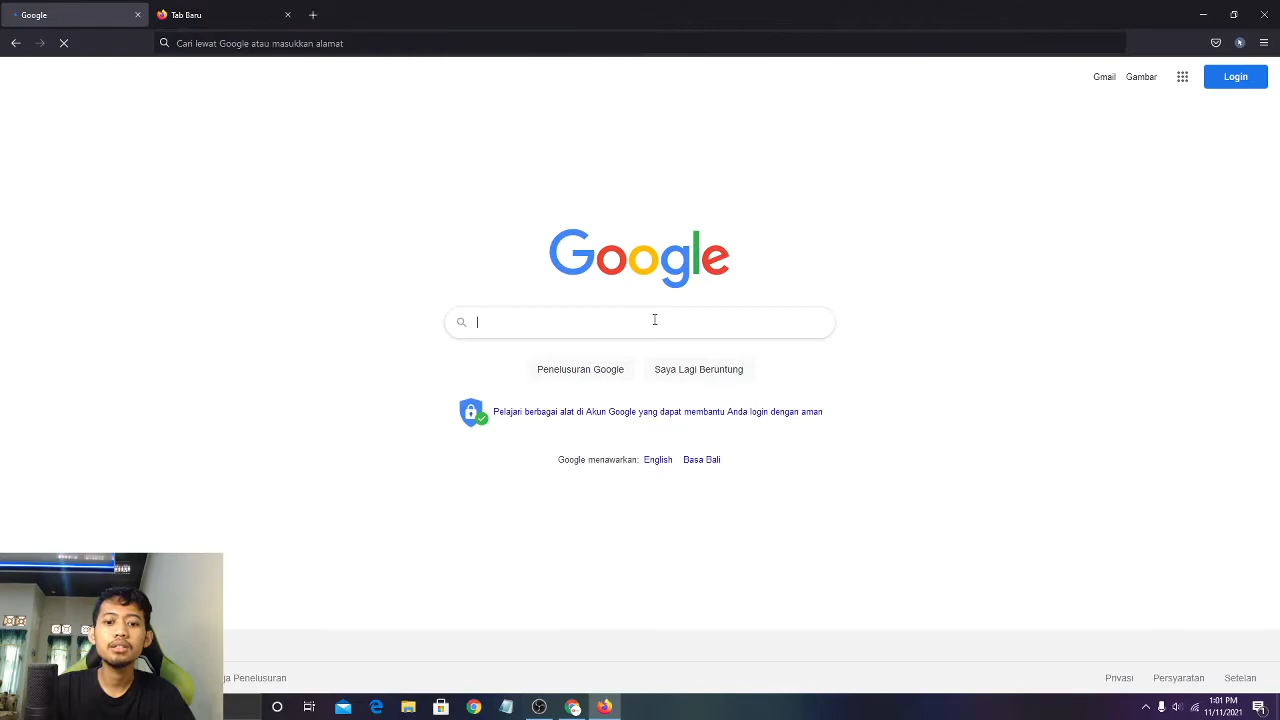 Google
Tab Baru
Cari lewat Google atau masukkan alamat
Gmail
Gambar
Login
Google
Penelusuran Google
Saya Lagi Beruntung
Pelajari berbagai alat di Akun Google yang dapat membantu Anda login dengan aman
Google menawarkan: English Basa Bali
ja Penelusuran
Privasi
Persyaratan
Setelan
1:01 PM
11/11/2021